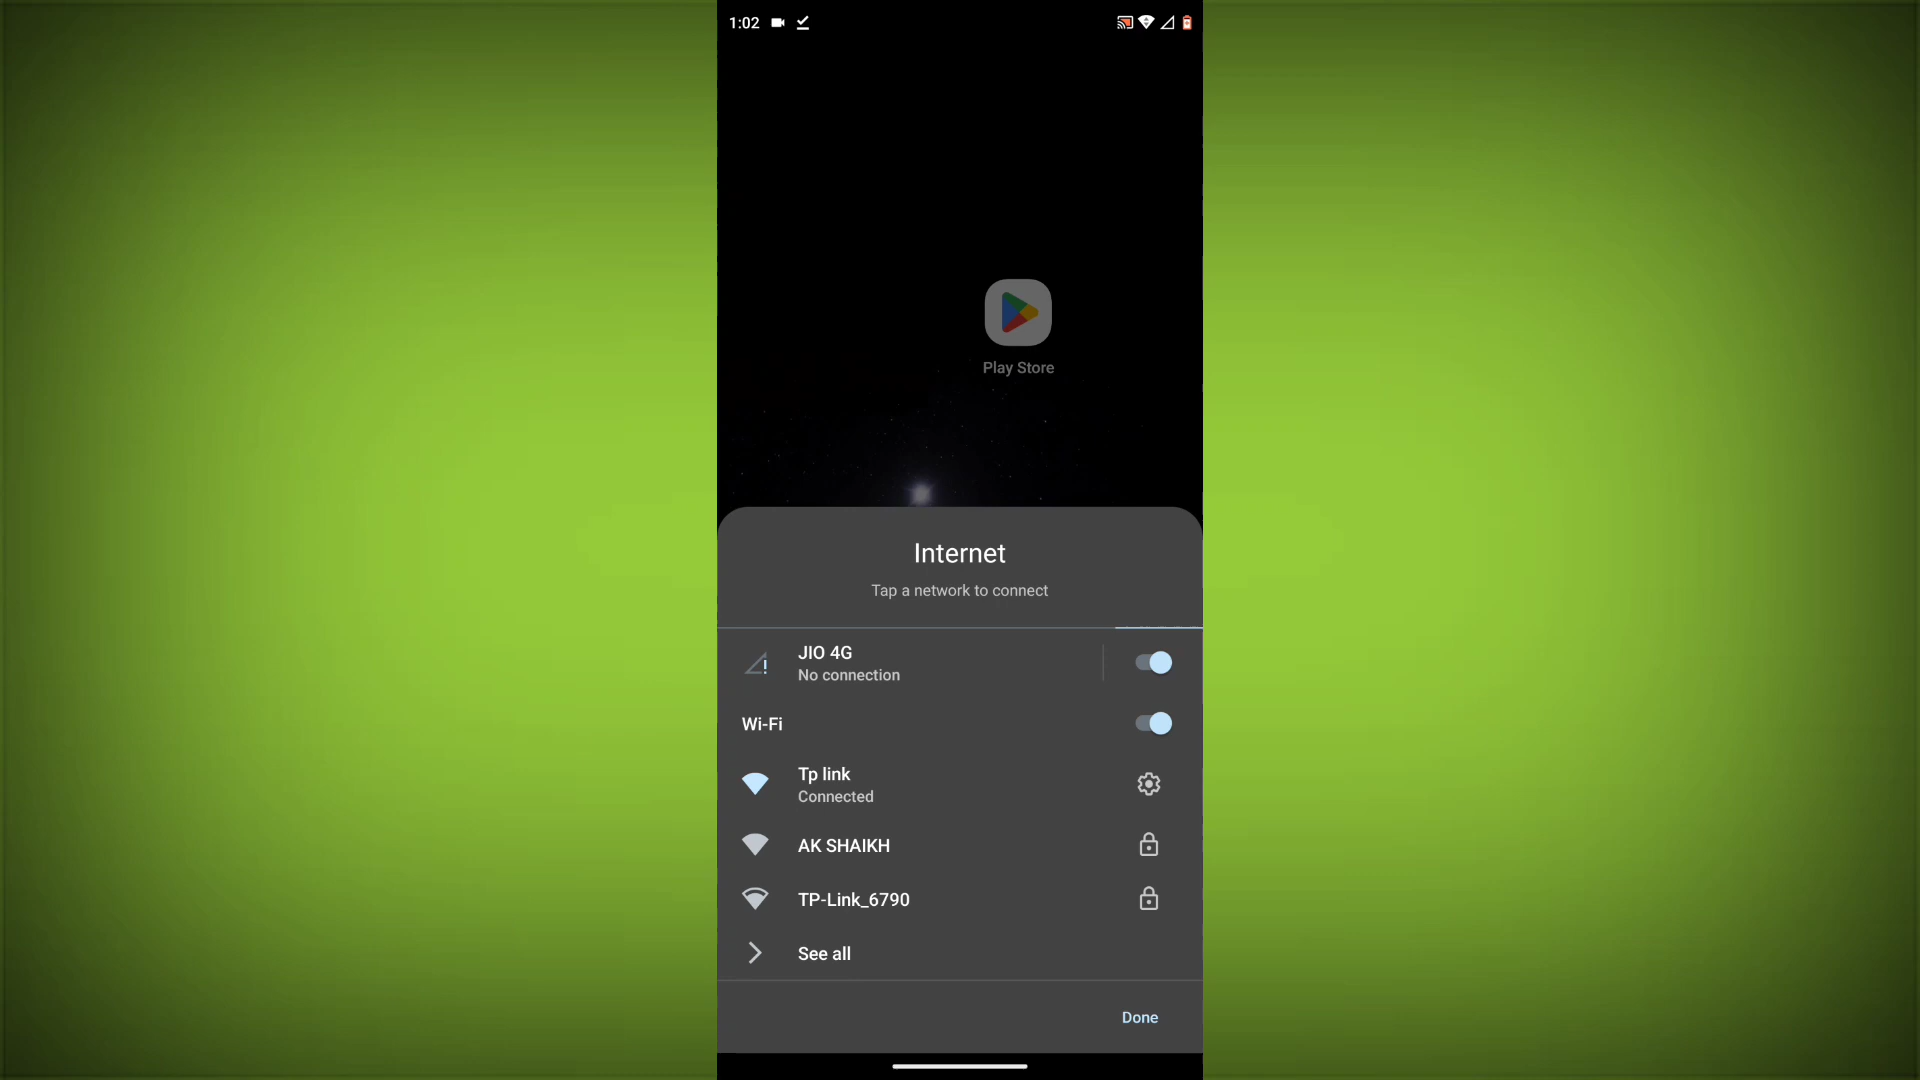 1:02
Play Store
Internet
Tap a network to connect
JIO 4G
No connection
Wi-Fi
Tp link
Connected
AK SHAIKH
TP-Link_6790
See all
Done